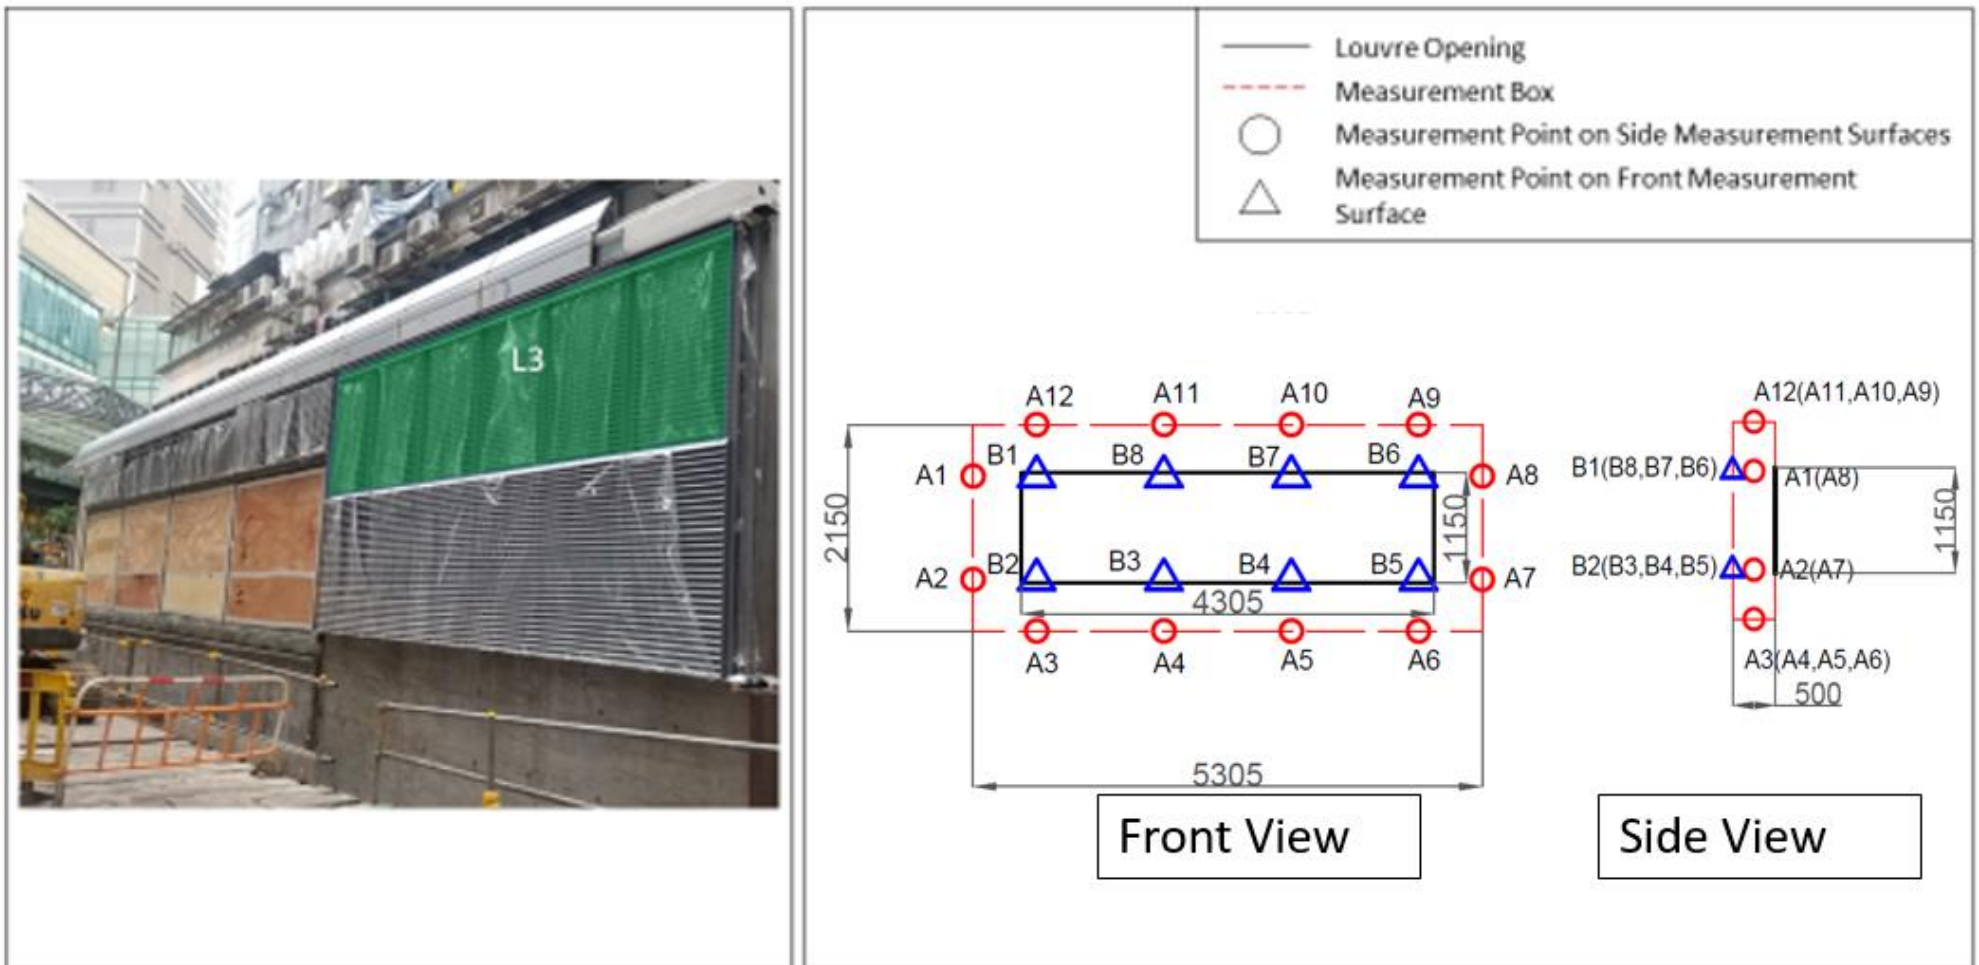 L3
Louvre Opening
Measurement Box
Measurement Point on Side Measurement Surfaces
Measurement Point on Front Measurement
Surface
A12 A11 A10 A9
B1 B8 B7 B6
A1 A8
2150
1150
A2 B2 B3 B4 B5 A7
4305
A3 A4 A5 A6
5305
Front View
A12(A11,A10,A9)
B1(B8,B7,B6) A1(A8)
1150
B2(B3,B4,B5) A2(A7)
A3(A4,A5,A6)
500
Side View